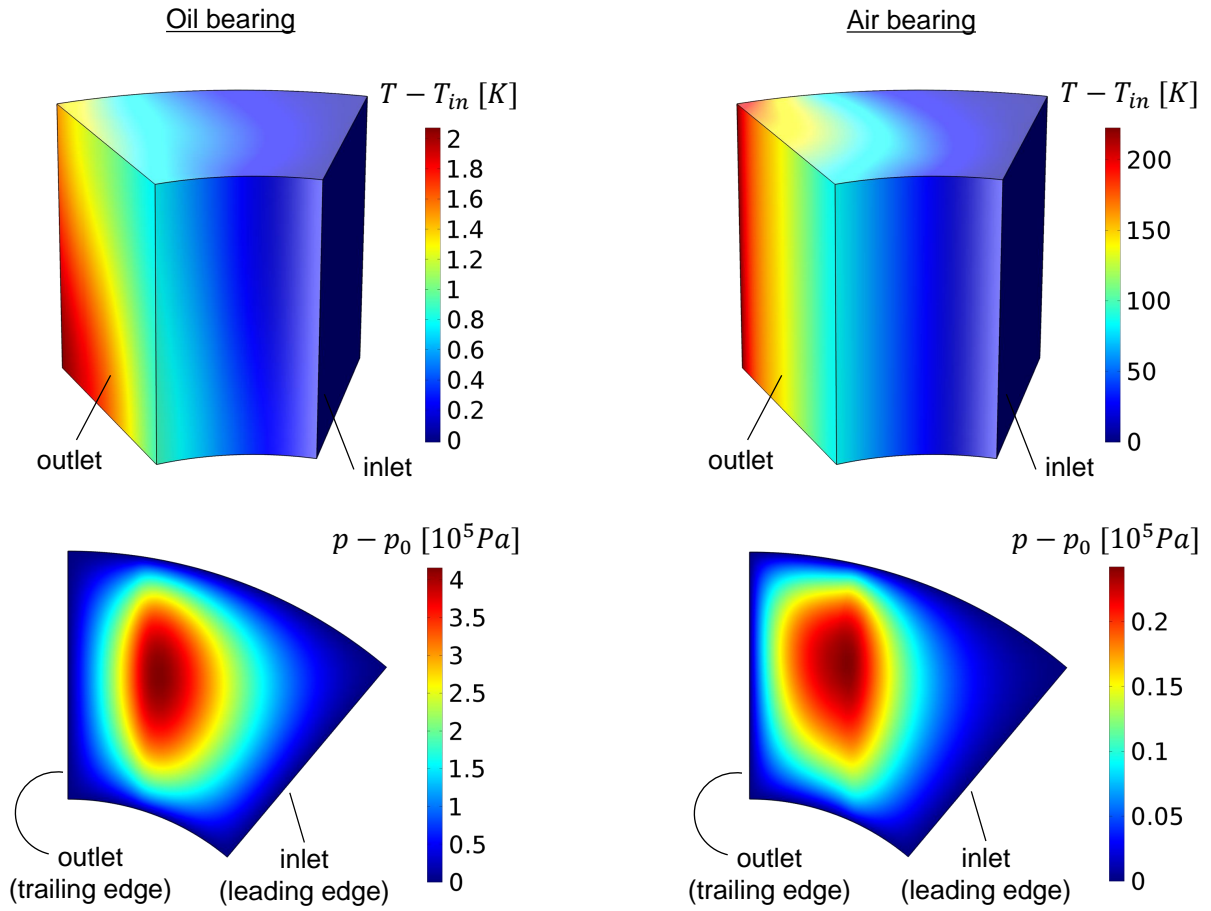 Oil bearing
Air bearing
T − T_in [K]
2
1.8
1.6
1.4
1.2
1
0.8
0.6
0.4
0.2
0
outlet
inlet
T − T_in [K]
200
150
100
50
0
outlet
inlet
p − p_0 [10^5 Pa]
4
3.5
3
2.5
2
1.5
1
0.5
0
outlet
(trailing edge)
inlet
(leading edge)
p − p_0 [10^5 Pa]
0.2
0.15
0.1
0.05
0
outlet
(trailing edge)
inlet
(leading edge)